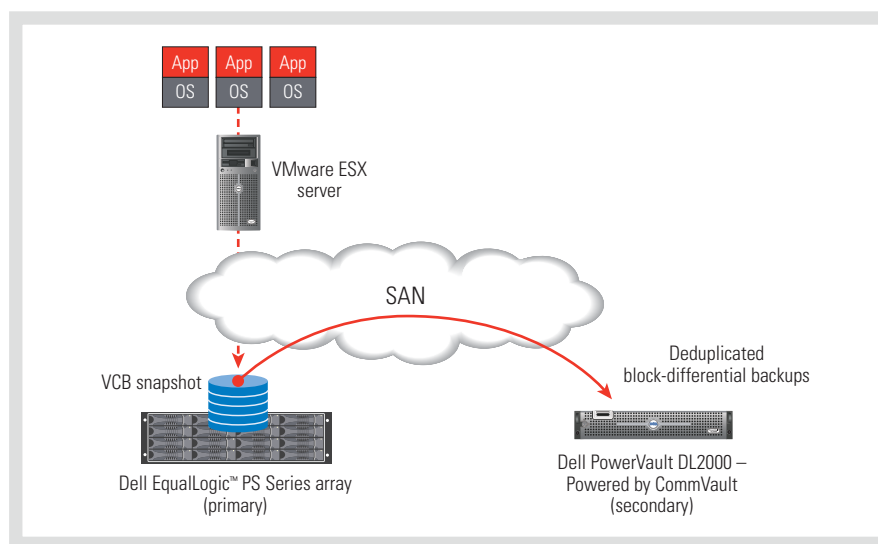 App
App
App
OS
OS
OS
VMware ESX
server
SAN
VCB snapshot
Deduplicated
block-differential backups
Dell EqualLogic™ PS Series array
(primary)
Dell PowerVault DL2000 –
Powered by CommVault
(secondary)